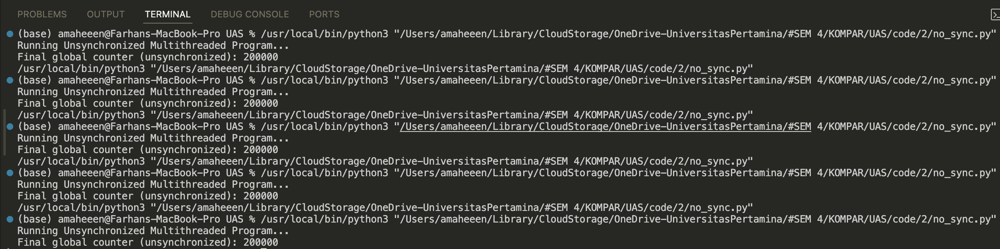 PROBLEMS OUTPUT TERMINAL DEBUG CONSOLE PORTS
(base) amaheeen@Farhans-MacBook-Pro UAS % /usr/local/bin/python3 "/Users/amaheeen/Library/CloudStorage/OneDrive-UniversitasPertamina/#SEM 4/KOMPAR/UAS/code/2/no_sync.py"
Running Unsynchronized Multithreaded Program...
Final global counter (unsynchronized): 200000
/usr/local/bin/python3 "/Users/amaheeen/Library/CloudStorage/OneDrive-UniversitasPertamina/#SEM 4/KOMPAR/UAS/code/2/no_sync.py"
(base) amaheeen@Farhans-MacBook-Pro UAS % /usr/local/bin/python3 "/Users/amaheeen/Library/CloudStorage/OneDrive-UniversitasPertamina/#SEM 4/KOMPAR/UAS/code/2/no_sync.py"
Running Unsynchronized Multithreaded Program...
Final global counter (unsynchronized): 200000
/usr/local/bin/python3 "/Users/amaheeen/Library/CloudStorage/OneDrive-UniversitasPertamina/#SEM 4/KOMPAR/UAS/code/2/no_sync.py"
(base) amaheeen@Farhans-MacBook-Pro UAS % /usr/local/bin/python3 "/Users/amaheeen/Library/CloudStorage/OneDrive-UniversitasPertamina/#SEM 4/KOMPAR/UAS/code/2/no_sync.py"
Running Unsynchronized Multithreaded Program...
Final global counter (unsynchronized): 200000
/usr/local/bin/python3 "/Users/amaheeen/Library/CloudStorage/OneDrive-UniversitasPertamina/#SEM 4/KOMPAR/UAS/code/2/no_sync.py"
(base) amaheeen@Farhans-MacBook-Pro UAS % /usr/local/bin/python3 "/Users/amaheeen/Library/CloudStorage/OneDrive-UniversitasPertamina/#SEM 4/KOMPAR/UAS/code/2/no_sync.py"
Running Unsynchronized Multithreaded Program...
Final global counter (unsynchronized): 200000
/usr/local/bin/python3 "/Users/amaheeen/Library/CloudStorage/OneDrive-UniversitasPertamina/#SEM 4/KOMPAR/UAS/code/2/no_sync.py"
(base) amaheeen@Farhans-MacBook-Pro UAS % /usr/local/bin/python3 "/Users/amaheeen/Library/CloudStorage/OneDrive-UniversitasPertamina/#SEM 4/KOMPAR/UAS/code/2/no_sync.py"
Running Unsynchronized Multithreaded Program...
Final global counter (unsynchronized): 200000